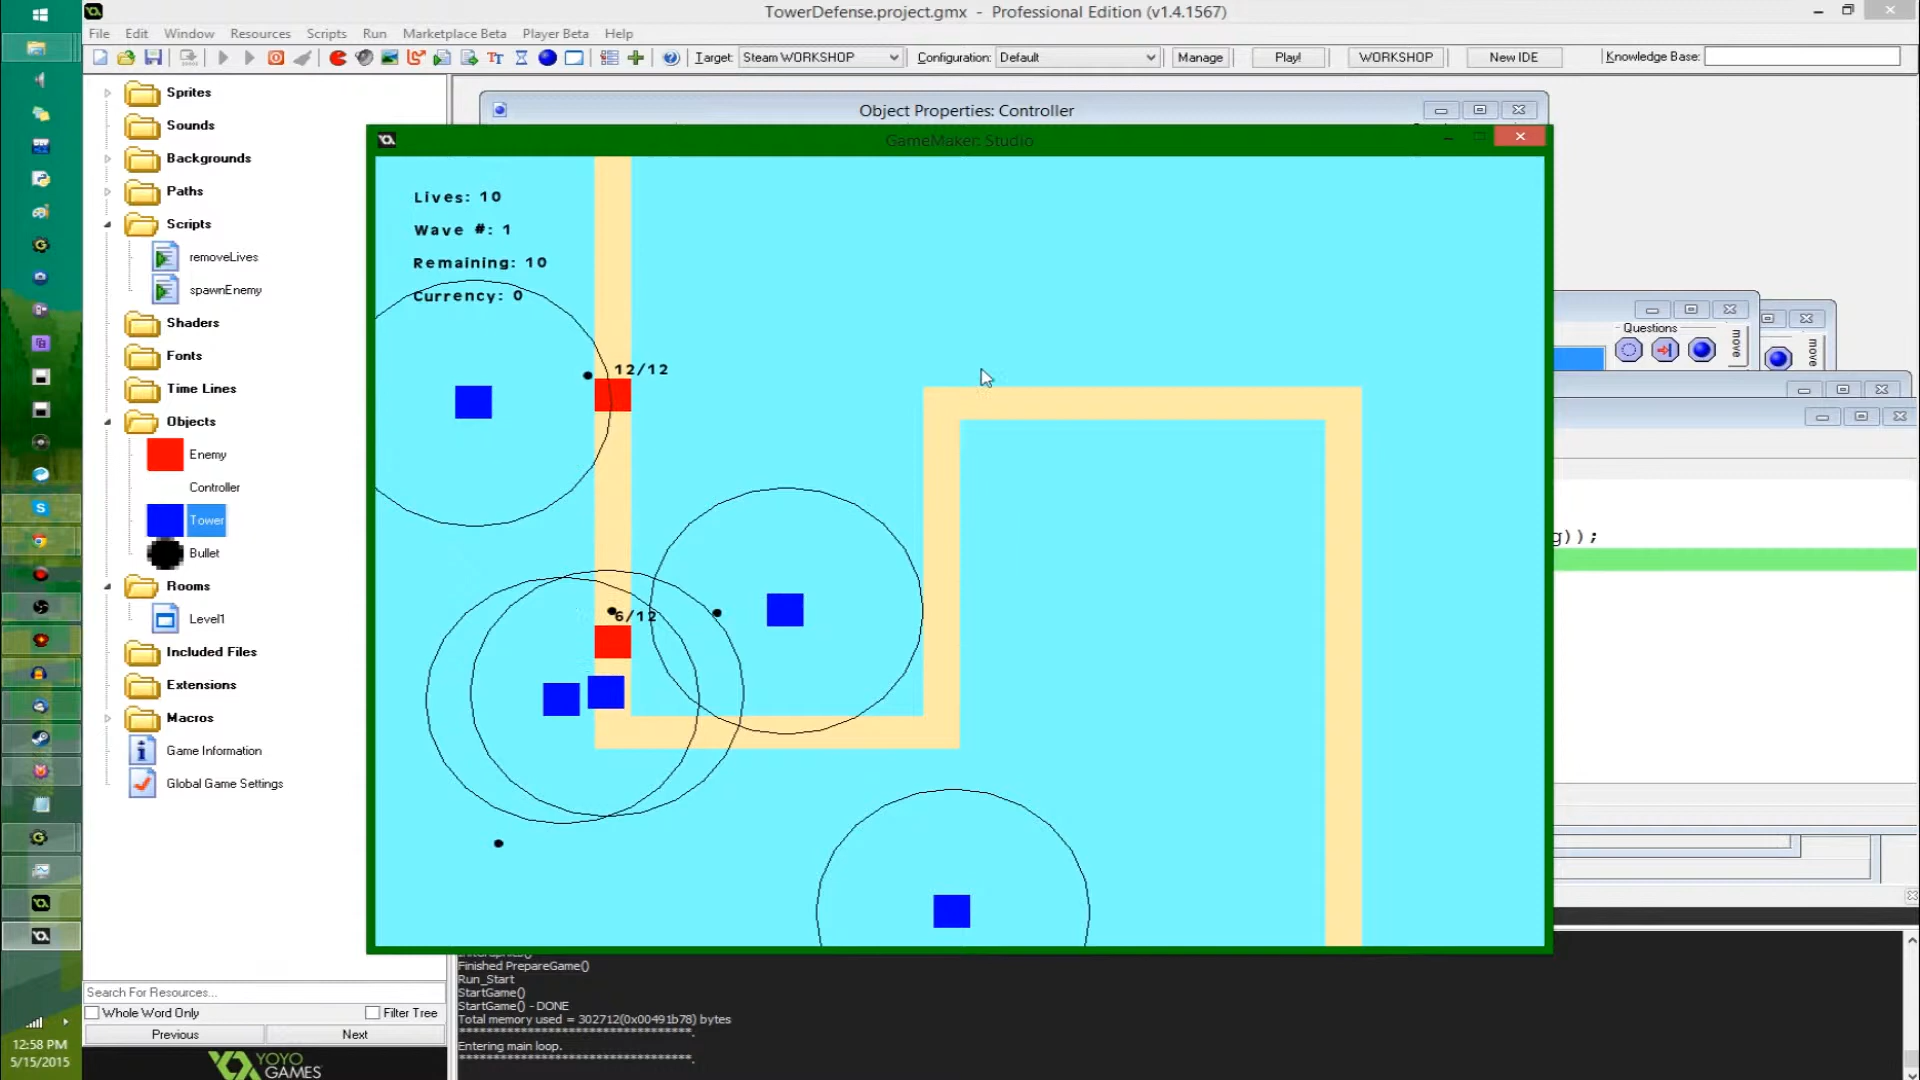 TowerDefense.project.gmx - Professional Edition (v1.4.1567)
File Edit Window Resources Scripts Run Marketplace Beta Player Beta Help
Target: Steam WORKSHOP Configuration: Default Manage Play! WORKSHOP New IDE Knowledge Base:
Sprites
Sounds
Backgrounds
Paths
Scripts
removeLives
spawnEnemy
Shaders
Fonts
Time Lines
Objects
Enemy
Controller
Tower
Bullet
Rooms
Level1
Included Files
Extensions
Macros
Game Information
Global Game Settings
Search For Resources...
Whole Word Only Filter Tree
Previous Next
YOYO
GAMES
12:58 PM
5/15/2015
Object Properties: Controller
GameMaker: Studio
Lives: 10
Wave #: 1
Remaining: 10
Currency: 0
12/12
6/12
Questions
move
move
g));
Finished PrepareGame()
Run_Start
StartGame()
StartGame() - DONE
Total memory used = 302712(0x00491b78) bytes
**********************************.
Entering main loop.
**********************************.